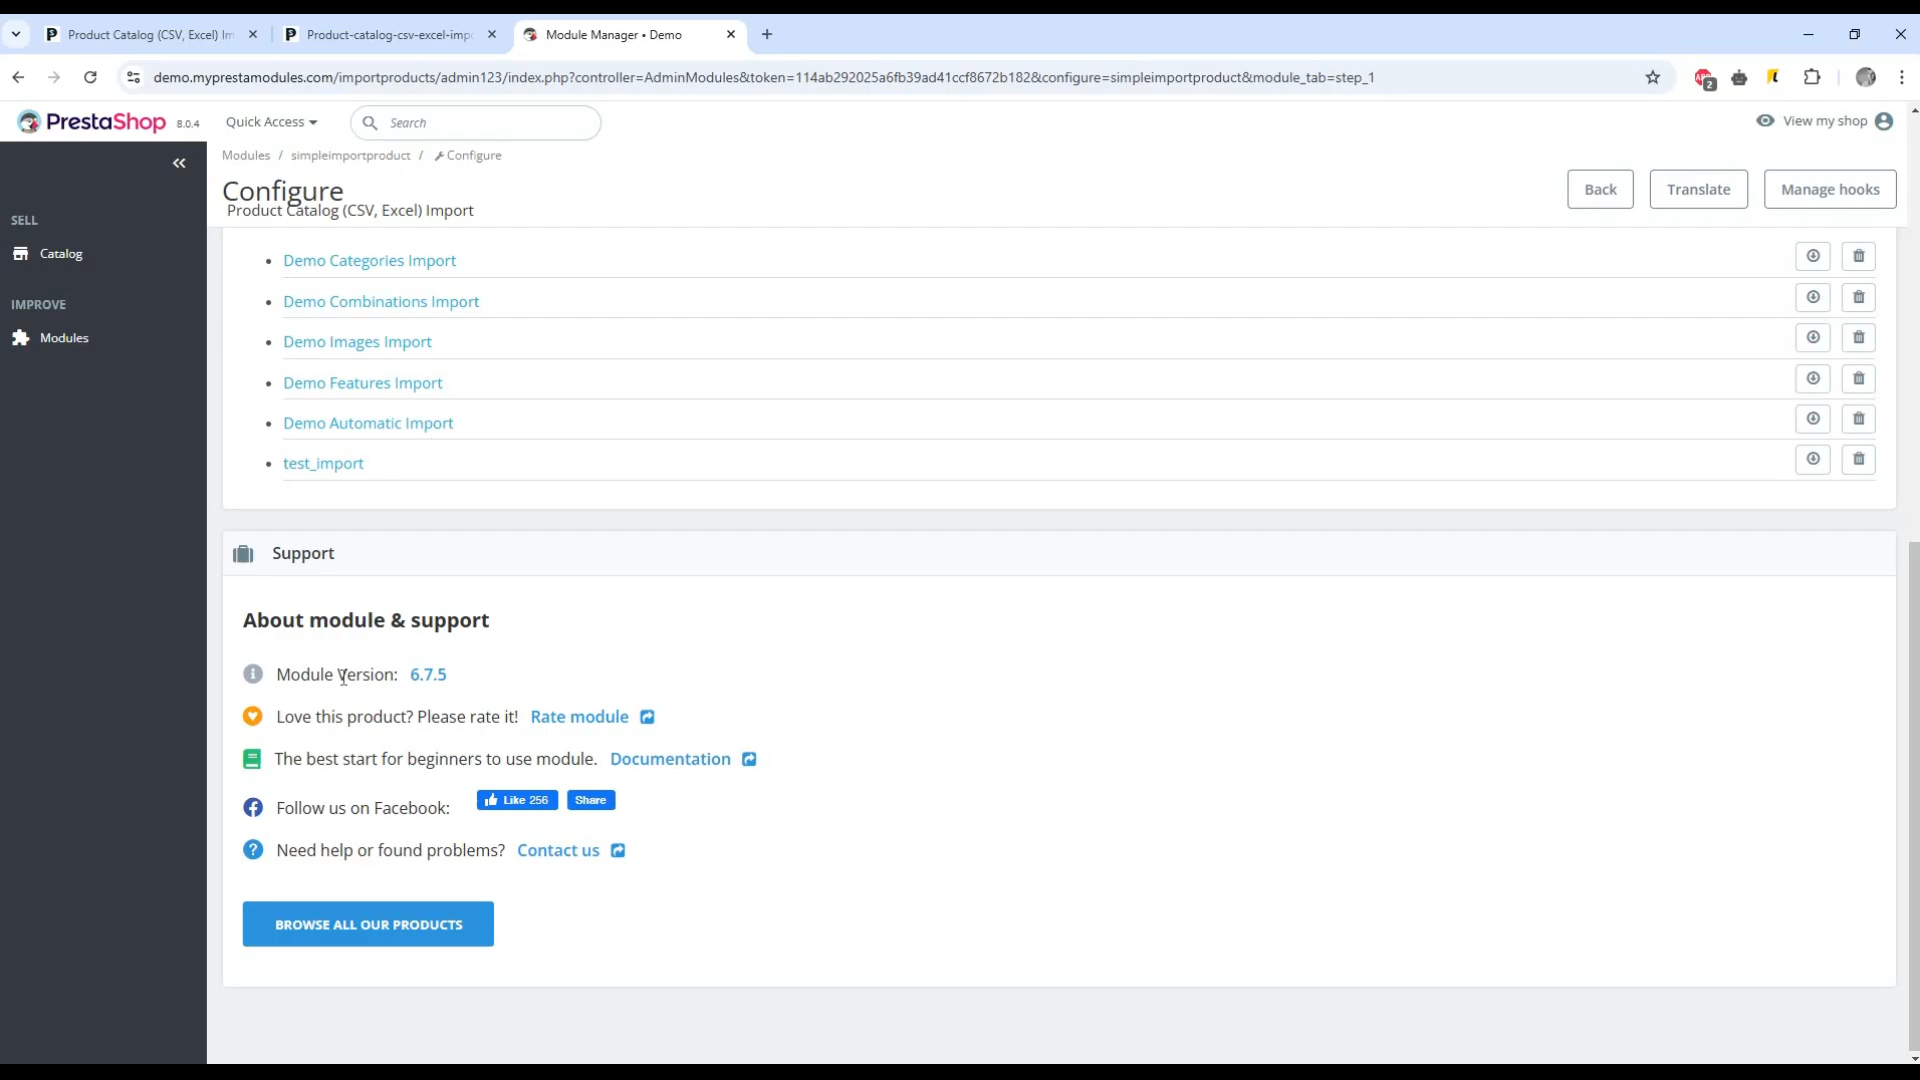 Product Catalog (CSV, Excel) Im
Product-catalog-csv-excel-impo
Module Manager • Demo
demo.myprestamodules.com/importproducts/admin123/index.php?controller=AdminModules&token=114ab292025a6fb39ad41ccf8672b182&configure=simpleimportproduct&module_tab=step_1
2
PrestaShop 8.0.4
Quick Access
Search
View my shop
Modules / simpleimportproduct / Configure
Configure
Product Catalog (CSV, Excel) Import
Back
Translate
Manage hooks
SELL
Catalog
IMPROVE
Modules
Demo Categories Import
Demo Combinations Import
Demo Images Import
Demo Features Import
Demo Automatic Import
test_import
Support
About module & support
Module Version: 6.7.5
Love this product? Please rate it! Rate module
The best start for beginners to use module. Documentation
Follow us on Facebook: Like 256 Share
Need help or found problems? Contact us
BROWSE ALL OUR PRODUCTS